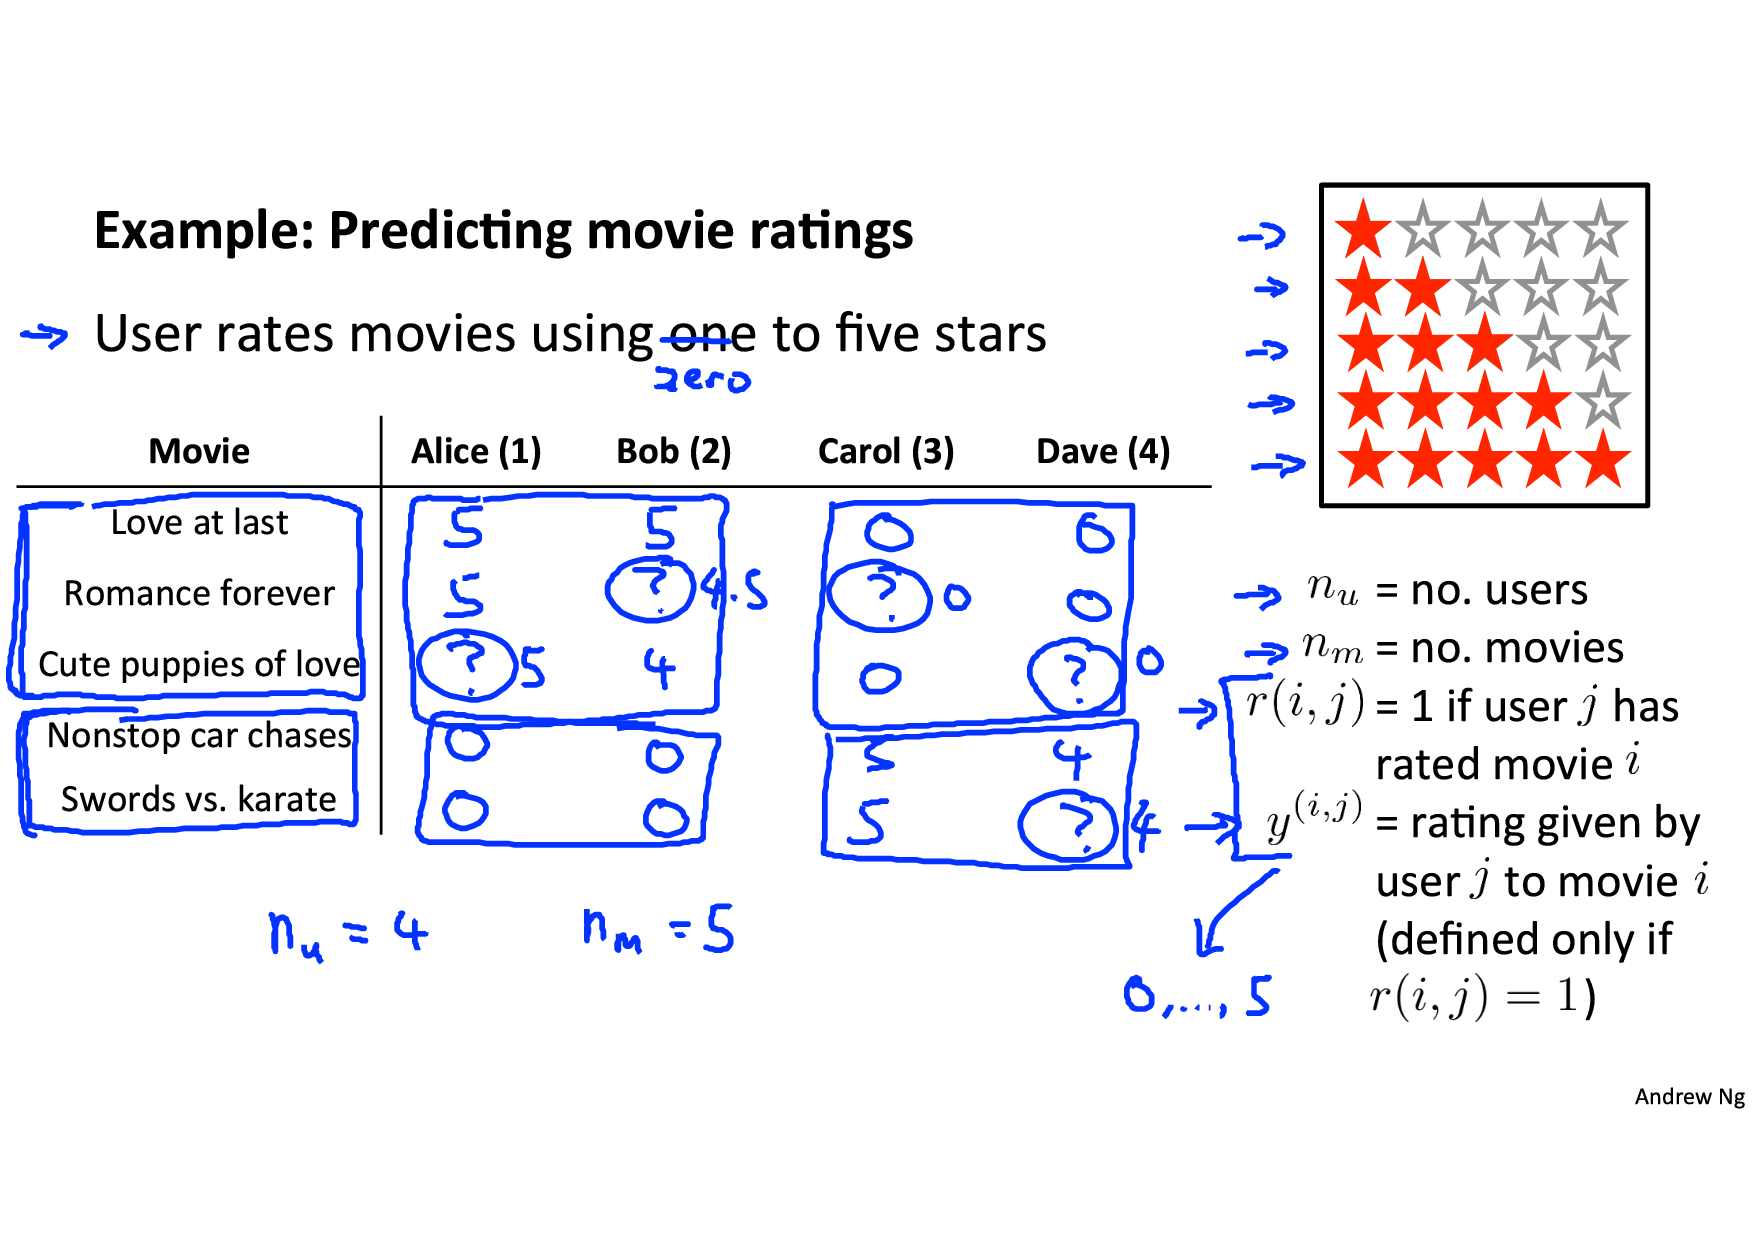 Example: Predicting movie ratings
User rates movies using one to five stars
zero
Movie Alice (1) Bob (2) Carol (3) Dave (4)
Love at last 5 5 0 0
Romance forever 5 ? 4.5 ? 0 0
Cute puppies of love ? 5 4 0 ? 0
Nonstop car chases 0 0 5 4
Swords vs. karate 0 0 5 ? 4
n_u = 4 n_m = 5
n_u = no. users
n_m = no. movies
r(i, j) = 1 if user j has
rated movie i
y^(i,j) = rating given by
user j to movie i
(defined only if
r(i, j) = 1)
0,...,5
Andrew Ng